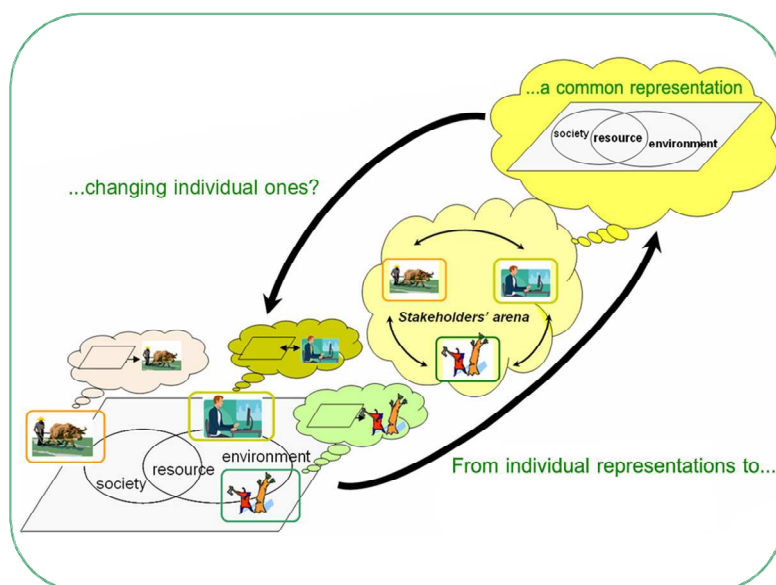 ...a common representation
society
resource
environment
...changing individual ones?
Stakeholders' arena
environment
resource
society
From individual representations to...